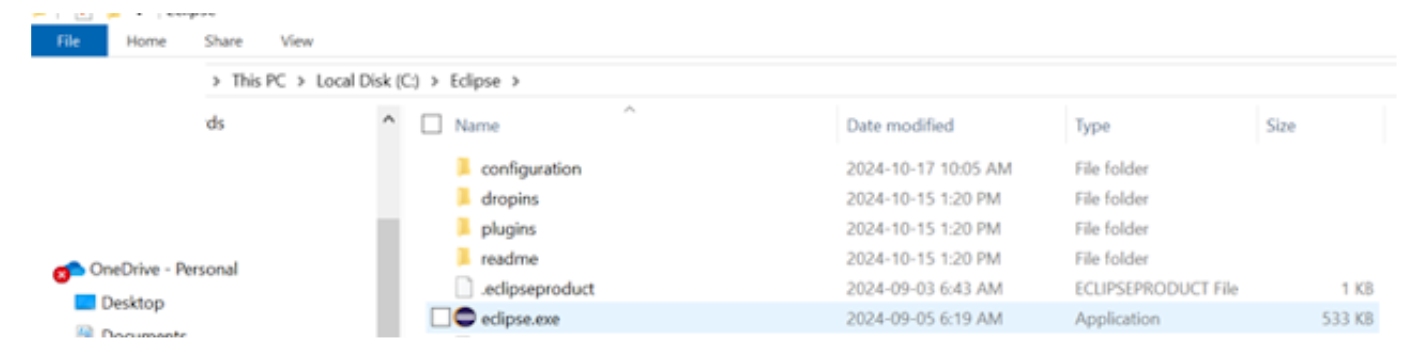 Eclipse
File Home Share View
> This PC > Local Disk (C:) > Eclipse >
ds
Name Date modified Type Size
configuration 2024-10-17 10:05 AM File folder
dropins 2024-10-15 1:20 PM File folder
plugins 2024-10-15 1:20 PM File folder
readme 2024-10-15 1:20 PM File folder
OneDrive - Personal
.eclipseproduct 2024-09-03 6:43 AM ECLIPSEPRODUCT File 1 KB
Desktop
eclipse.exe 2024-09-05 6:19 AM Application 533 KB
Documents